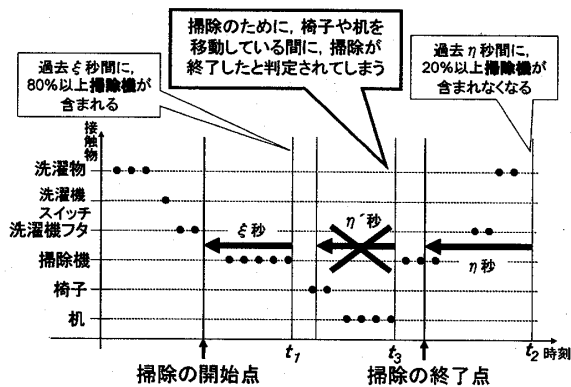 掃除のために，椅子や机を
移動している間に，掃除が
終了したと判定されてしまう
過去ξ秒間に，
80%以上掃除機が
含まれる
過去η秒間に，
20%以上掃除機が
含まれなくなる
接触物
洗濯物
洗濯機
スイッチ
洗濯機フタ
掃除機
椅子
机
ξ秒
η´秒
η秒
t1
t3
t2 時刻
掃除の開始点
掃除の終了点